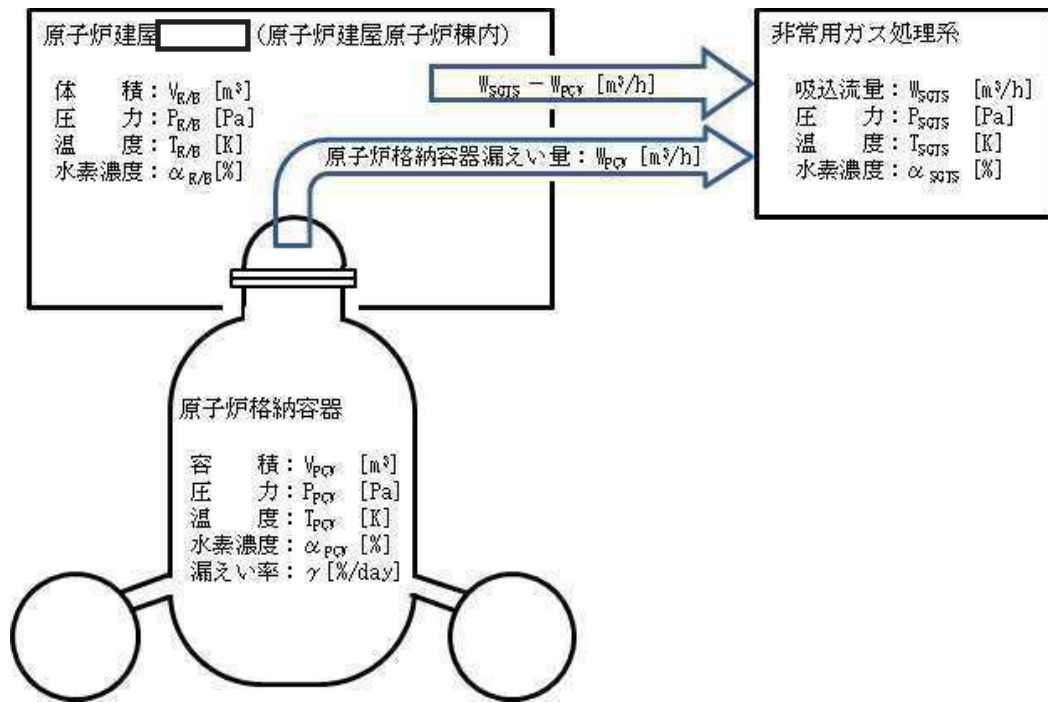 原子炉建屋 (原子炉建屋原子炉棟内)
体　　積：V_R/B [m³]
圧　　力：P_R/B [Pa]
温　　度：T_R/B [K]
水素濃度：α_R/B [%]
W_SGTS − W_PCV [m³/h]
原子炉格納容器漏えい量：W_PCV [m³/h]
非常用ガス処理系
吸込流量：W_SGTS [m³/h]
圧　　力：P_SGTS [Pa]
温　　度：T_SGTS [K]
水素濃度：α_SGTS [%]
原子炉格納容器
容　　積：V_PCV [m³]
圧　　力：P_PCV [Pa]
温　　度：T_PCV [K]
水素濃度：α_PCV [%]
漏えい率：γ [%/day]